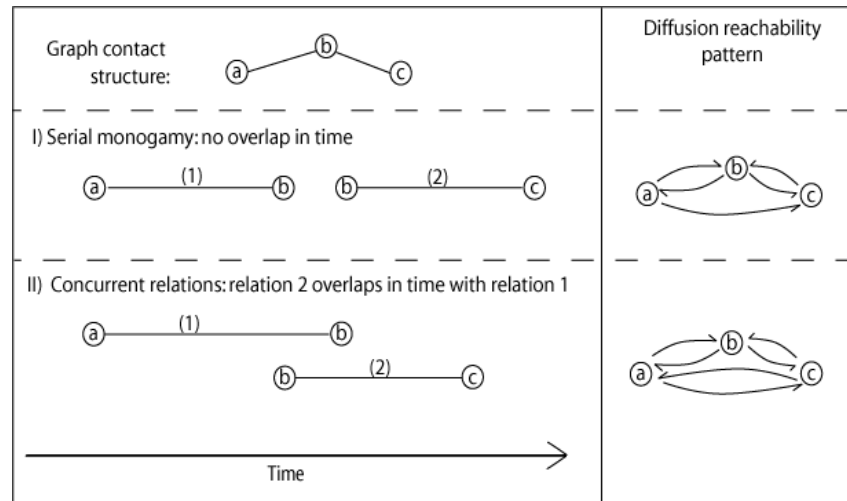 Graph contact
structure:
a
b
c
Diffusion reachability
pattern
I) Serial monogamy: no overlap in time
a
(1)
b
b
(2)
c
a
b
c
II) Concurrent relations: relation 2 overlaps in time with relation 1
a
(1)
b
b
(2)
c
a
b
c
Time